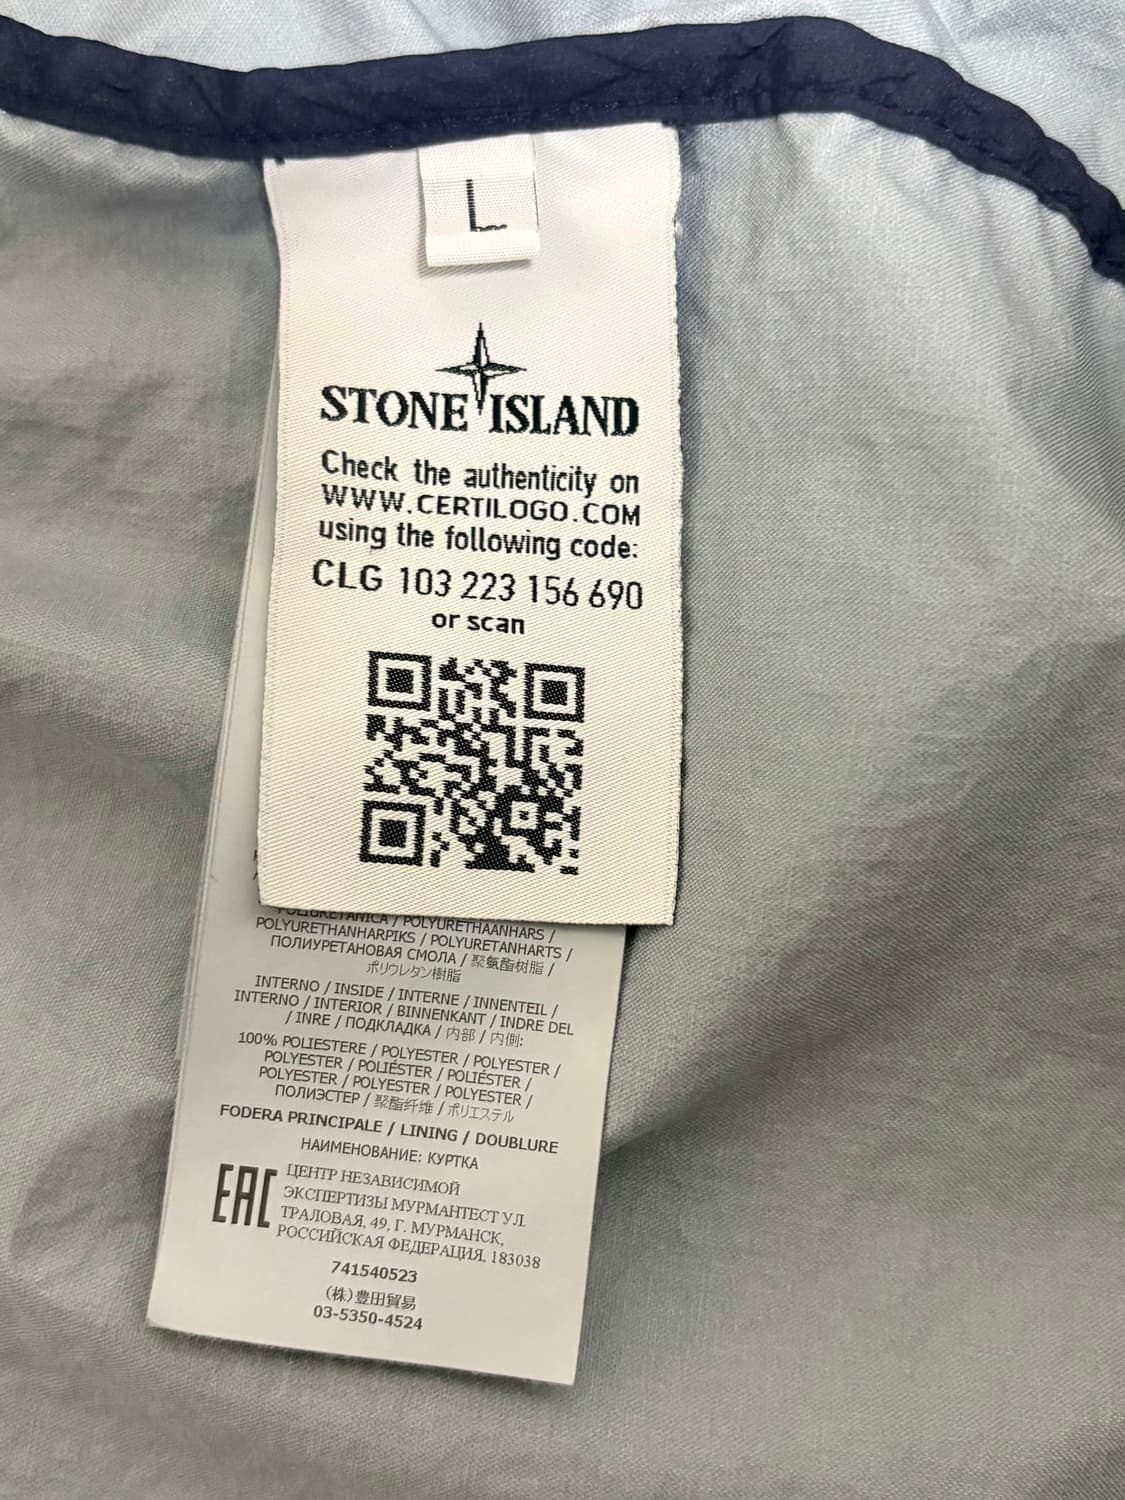 L
STONE ISLAND
Check the authenticity on
WWW.CERTILOGO.COM
using the following code:
CLG 103 223 156 690
or scan
POLIURETANICA / POLYURETHAANHARS /
POLYURETHANHARPIKS / POLYURETANHARTS /
ПОЛИУРЕТАНОВАЯ СМОЛА / 聚氨酯树脂 /
ポリウレタン樹脂
INTERNO / INSIDE / INTERNE / INNENTEIL /
INTERNO / INTERIOR / BINNENKANT / INDRE DEL
/ INRE / ПОДКЛАДКА / 内部 / 内側:
100% POLIESTERE / POLYESTER / POLYESTER /
POLYESTER / POLIÉSTER / POLIÉSTER /
POLYESTER / POLYESTER / POLYESTER /
ПОЛИЭСТЕР / 聚酯纤维 / ポリエステル
FODERA PRINCIPALE / LINING / DOUBLURE
НАИМЕНОВАНИЕ: КУРТКА
EAC
ЦЕНТР НЕЗАВИСИМОЙ
ЭКСПЕРТИЗЫ МУРМАНТЕСТ УЛ.
ТРАЛОВАЯ, 49, Г. МУРМАНСК,
РОССИЙСКАЯ ФЕДЕРАЦИЯ, 183038
741540523
(株)豊田貿易
03-5350-4524